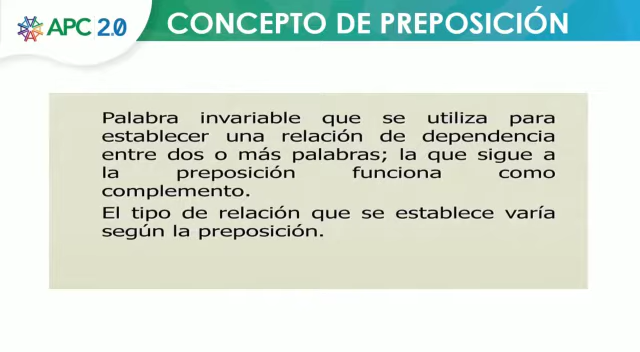 APC 2.0
CONCEPTO DE PREPOSICIÓN
Palabra invariable que se utiliza para
establecer una relación de dependencia
entre dos o más palabras; la que sigue a
la preposición funciona como
complemento.
El tipo de relación que se establece varía
según la preposición.